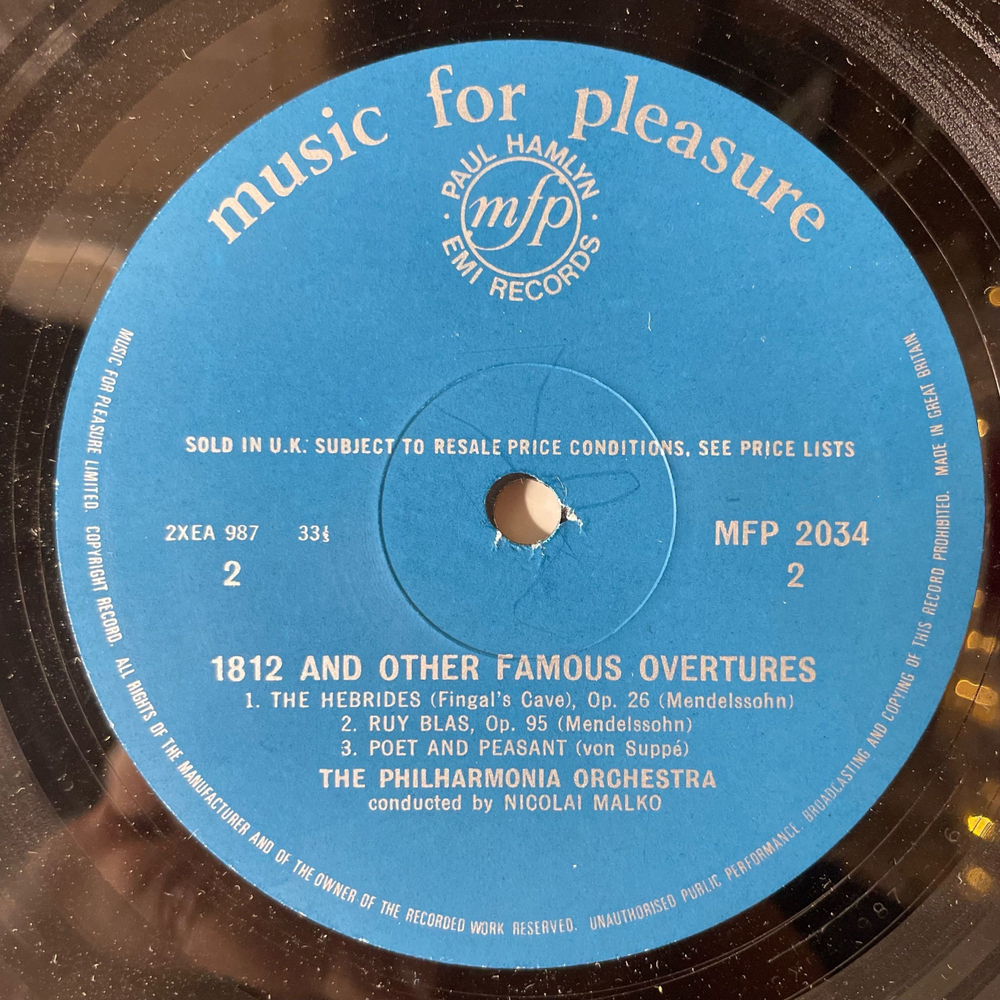 music for pleasure
PAUL HAMLYN
mfp
EMI RECORDS
SOLD IN U.K. SUBJECT TO RESALE PRICE CONDITIONS, SEE PRICE LISTS
2XEA 987 33⅓ MFP 2034
2 2
1812 AND OTHER FAMOUS OVERTURES
1. THE HEBRIDES (Fingal's Cave), Op. 26 (Mendelssohn)
2. RUY BLAS, Op. 95 (Mendelssohn)
3. POET AND PEASANT (von Suppé)
THE PHILHARMONIA ORCHESTRA
conducted by NICOLAI MALKO
MUSIC FOR PLEASURE LIMITED. COPYRIGHT RECORD. ALL RIGHTS OF THE MANUFACTURER AND OF THE OWNER OF THE RECORDED WORK RESERVED. UNAUTHORISED PUBLIC PERFORMANCE. BROADCASTING AND COPYING OF THIS RECORD PROHIBITED. MADE IN GREAT BRITAIN.